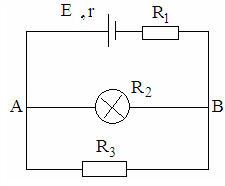 E ,r R₁
R₂
A B
R₃